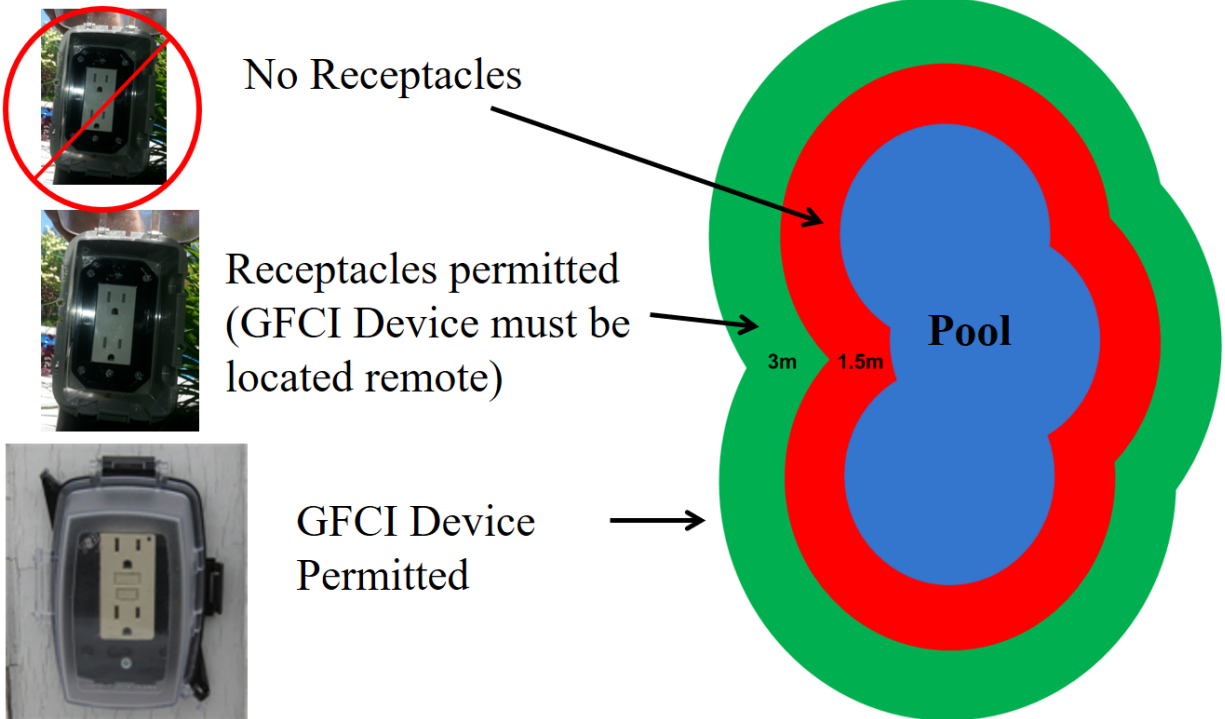 No Receptacles
Receptacles permitted
(GFCI Device must be
located remote)
Pool
3m
1.5m
GFCI Device
Permitted